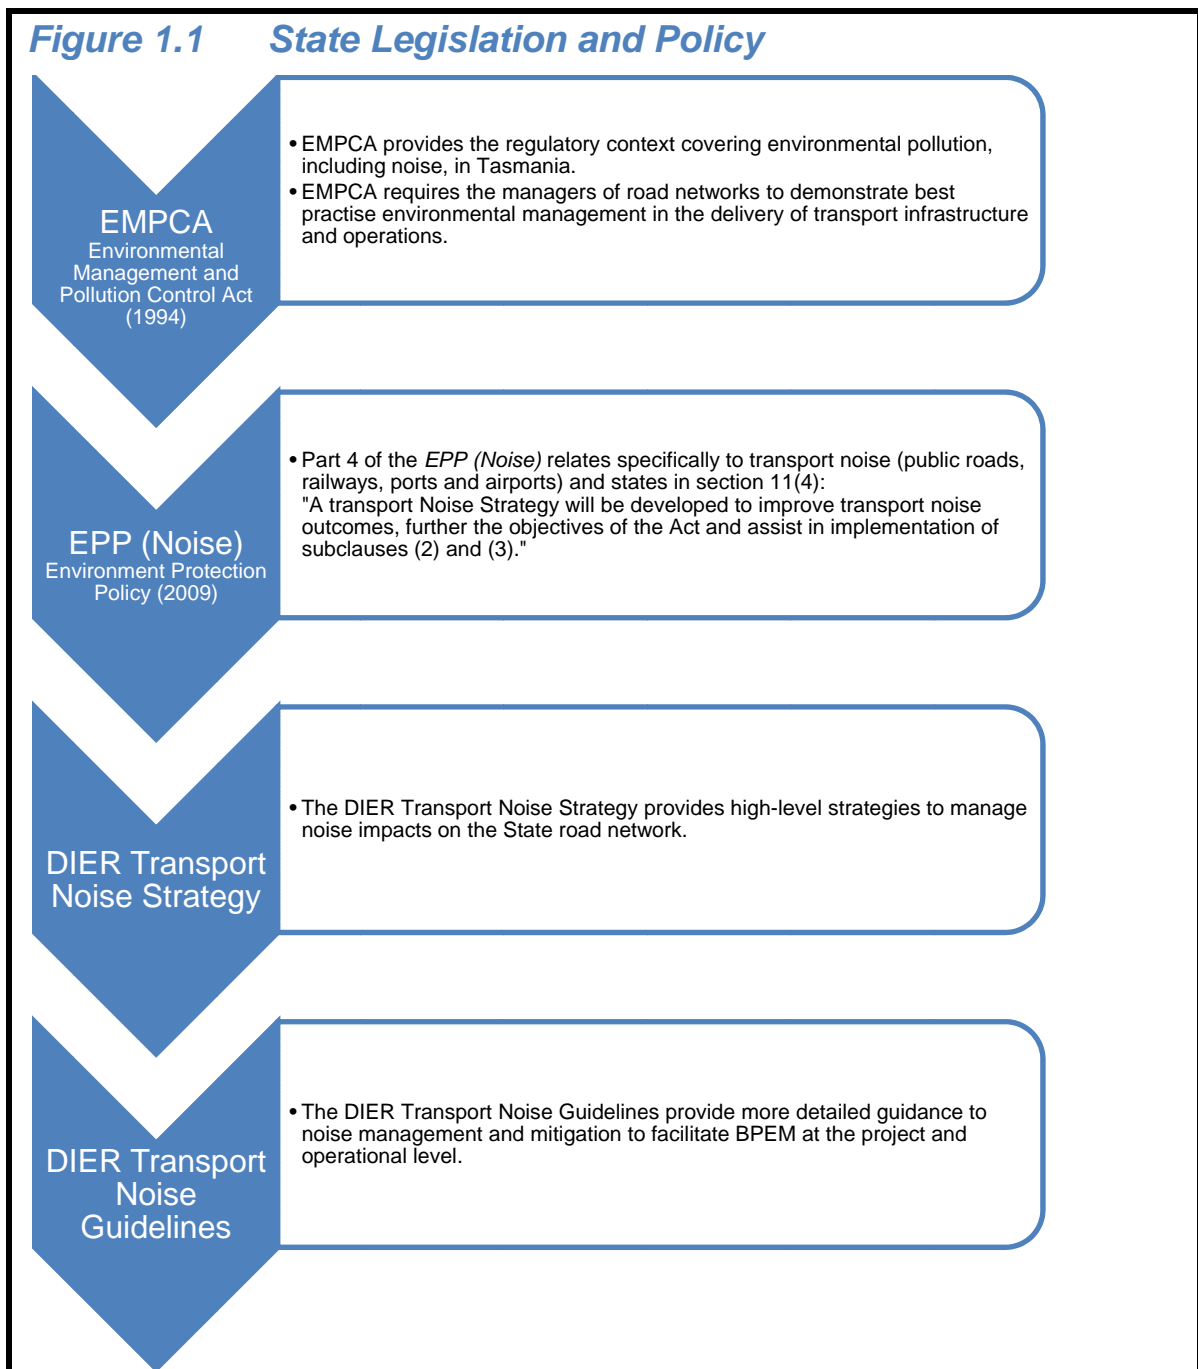 Figure 1.1 State Legislation and Policy
EMPCA
Environmental
Management and
Pollution Control Act
(1994)
• EMPCA provides the regulatory context covering environmental pollution,
including noise, in Tasmania.
• EMPCA requires the managers of road networks to demonstrate best
practise environmental management in the delivery of transport infrastructure
and operations.
EPP (Noise)
Environment Protection
Policy (2009)
• Part 4 of the EPP (Noise) relates specifically to transport noise (public roads,
railways, ports and airports) and states in section 11(4):
"A transport Noise Strategy will be developed to improve transport noise
outcomes, further the objectives of the Act and assist in implementation of
subclauses (2) and (3)."
DIER Transport
Noise Strategy
• The DIER Transport Noise Strategy provides high-level strategies to manage
noise impacts on the State road network.
DIER Transport
Noise
Guidelines
• The DIER Transport Noise Guidelines provide more detailed guidance to
noise management and mitigation to facilitate BPEM at the project and
operational level.